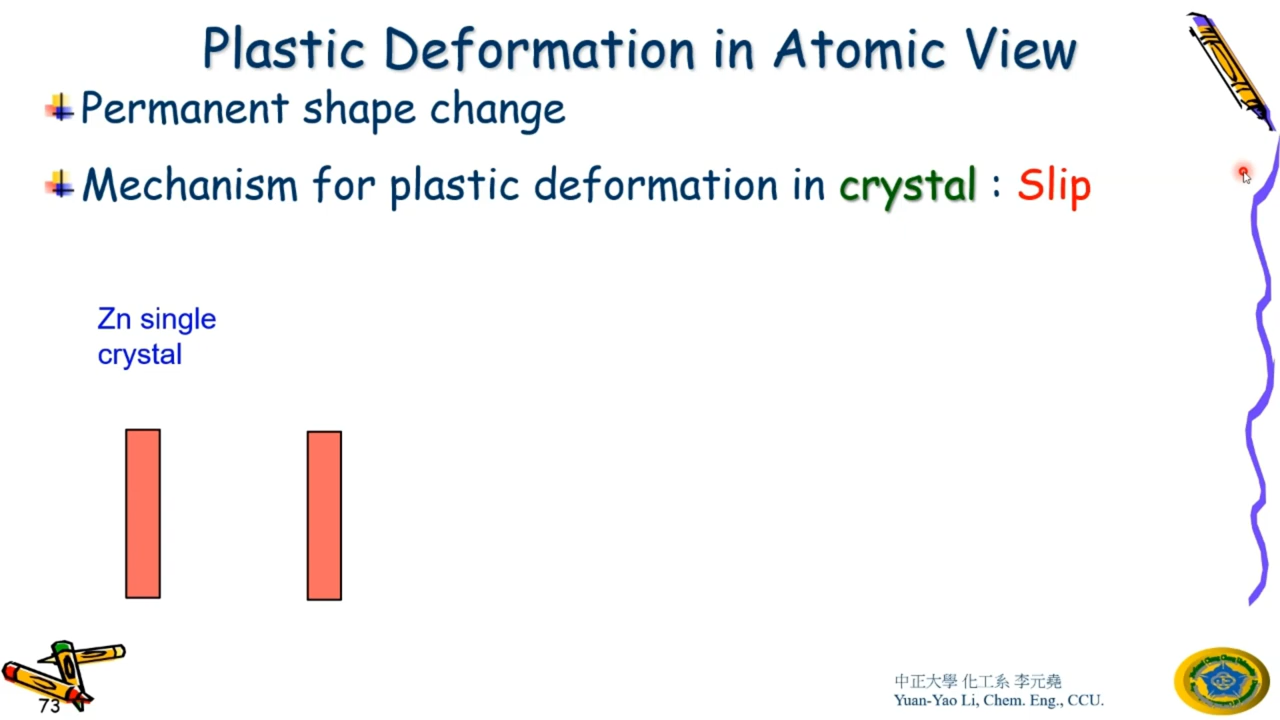 Plastic Deformation in Atomic View
Permanent shape change
Mechanism for plastic deformation in crystal : Slip
Zn single
crystal
73
中正大學 化工系 李元堯
Yuan-Yao Li, Chem. Eng., CCU.